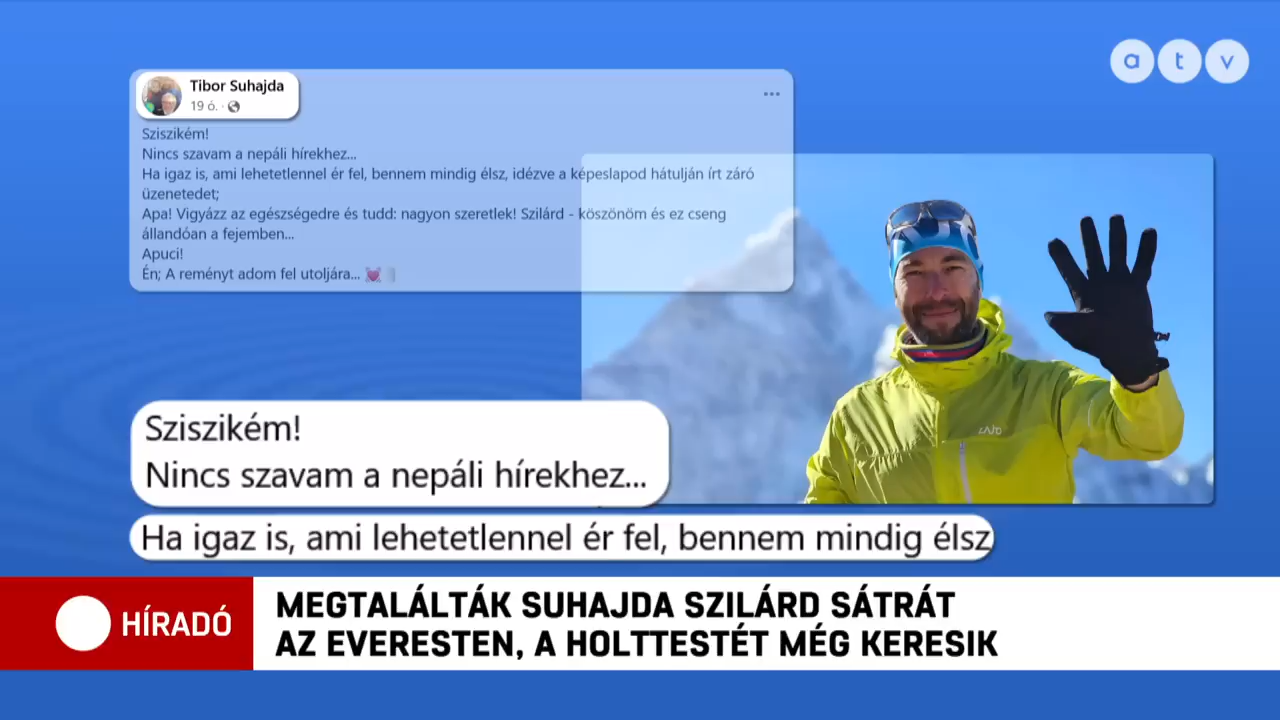 a t v
Tibor Suhajda
19 ó. ·
Sziszikém!
Nincs szavam a nepáli hírekhez...
Ha igaz is, ami lehetetlennel ér fel, bennem mindig élsz, idézve a képeslapod hátulján írt záró
üzenetedet;
Apa! Vigyázz az egészségedre és tudd: nagyon szeretlek! Szilárd - köszönöm és ez cseng
állandóan a fejemben...
Apuci!
Én; A reményt adom fel utoljára...
Sziszikém!
Nincs szavam a nepáli hírekhez...
Ha igaz is, ami lehetetlennel ér fel, bennem mindig élsz
HÍRADÓ
MEGTALÁLTÁK SUHAJDA SZILÁRD SÁTRÁT
AZ EVERESTEN, A HOLTTESTÉT MÉG KERESIK